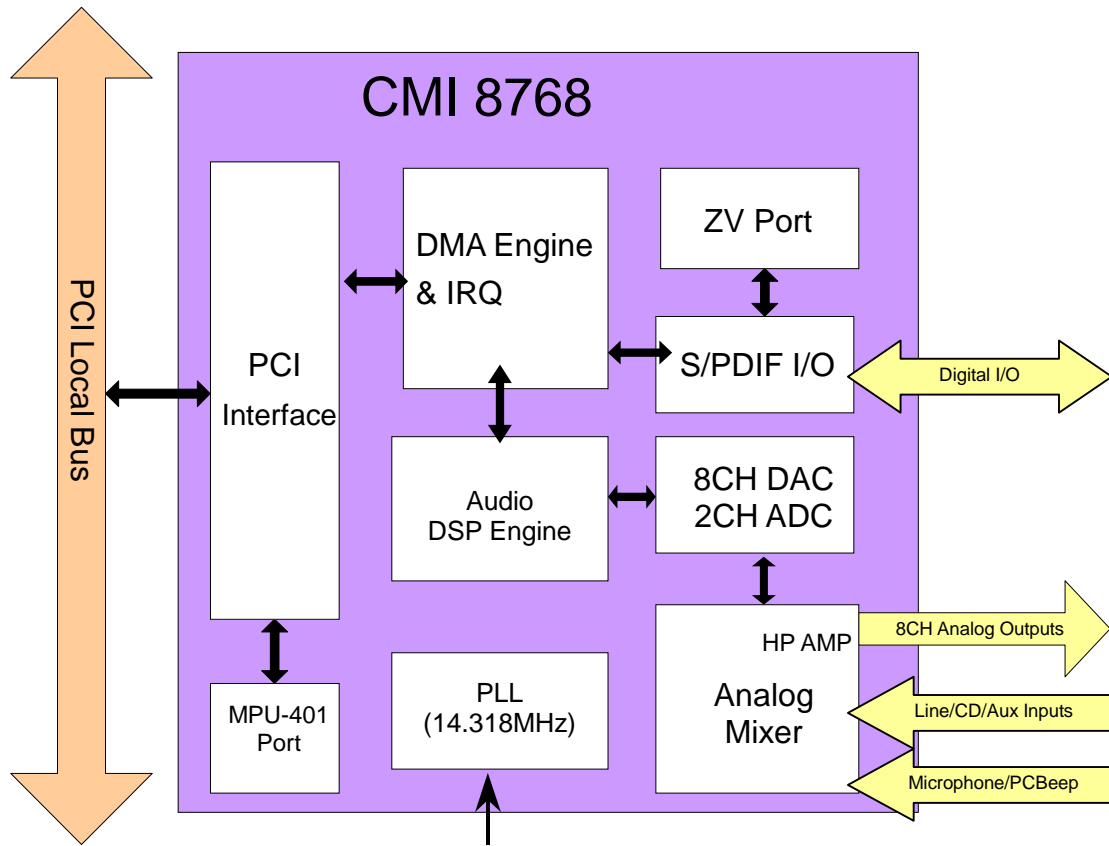 CMI 8768
PCI Local Bus
PCI
Interface
DMA Engine
& IRQ
ZV Port
S/PDIF I/O
Digital I/O
Audio
DSP Engine
8CH DAC
2CH ADC
HP AMP
8CH Analog Outputs
Analog
Mixer
Line/CD/Aux Inputs
Microphone/PCBeep
MPU-401
Port
PLL
(14.318MHz)